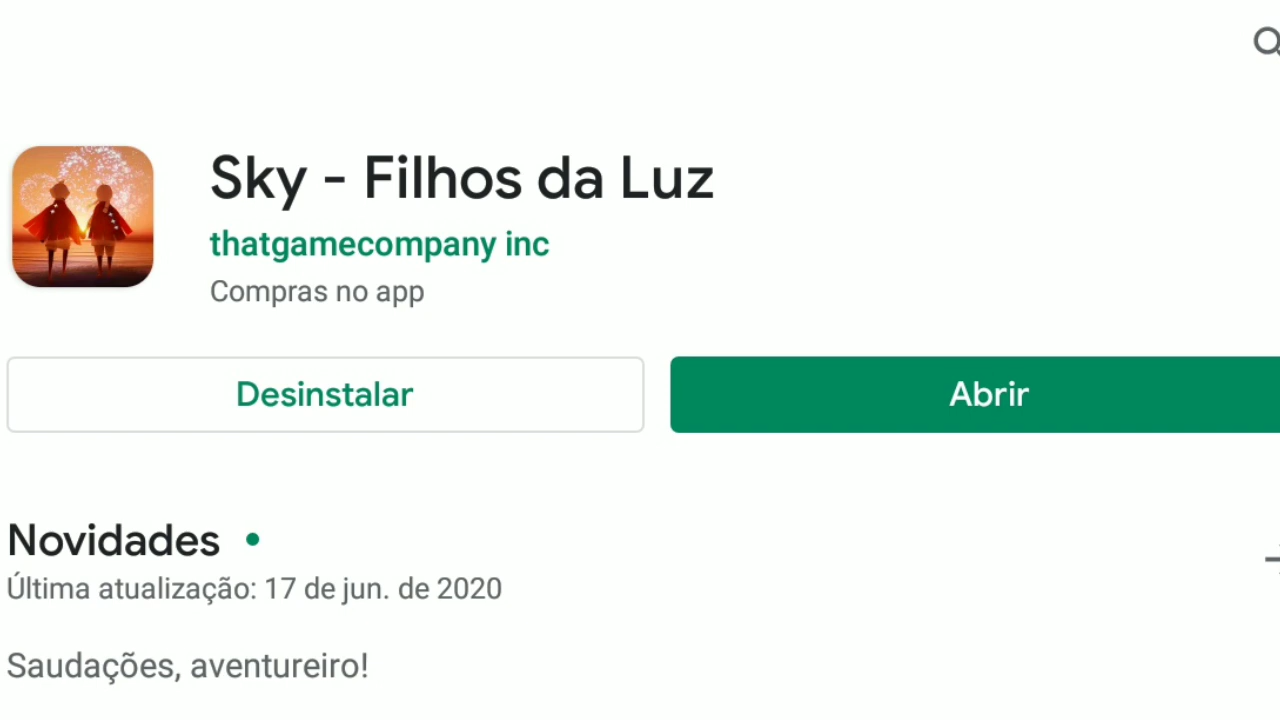 Sky - Filhos da Luz
thatgamecompany inc
Compras no app
Desinstalar
Abrir
Novidades
Última atualização: 17 de jun. de 2020
Saudações, aventureiro!